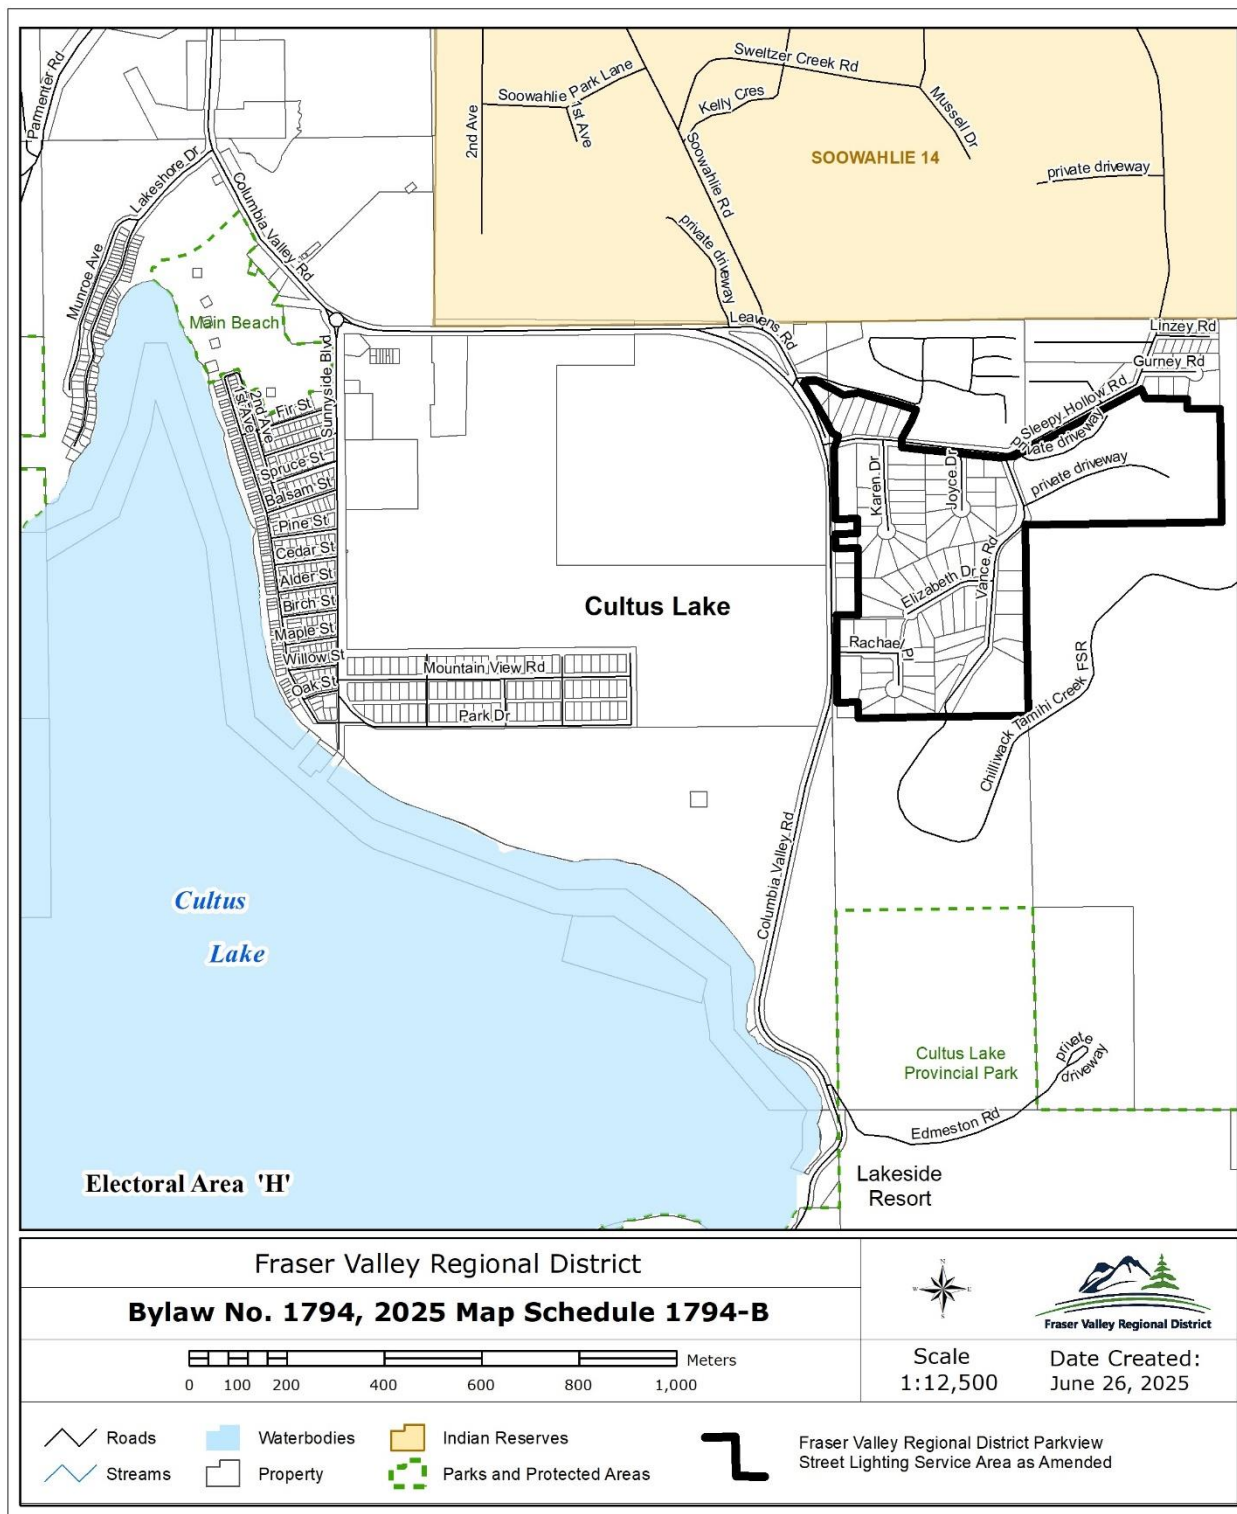 Parmenter Rd
Lakeshore Dr
Munroe Ave
Columbia Valley Rd
2nd Ave
Soowahlie Park Lane
1st Ave
Sweltzer Creek Rd
Kelly Cres
Mussell Dr
Soowahlie Rd
SOOWAHLIE 14
private driveway
private driveway
Leavens Rd
Main Beach
Sunnyside Blvd
Linzey Rd
Gurney Rd
Sleepy Hollow Rd
private driveway
private driveway
1st Ave
2nd Ave
Fir St
Spruce St
Balsam St
Pine St
Cedar St
Alder St
Birch St
Maple St
Willow St
Oak St
Karen Dr
Joyce Dr
Vance Rd
Elizabeth Dr
Rachael Pl
Cultus Lake
Mountain View Rd
Park Dr
Chilliwack Tamihi Creek FSR
Columbia Valley Rd
Cultus
Lake
Cultus Lake
Provincial Park
private
driveway
Edmeston Rd
Lakeside
Resort
Electoral Area 'H'
Fraser Valley Regional District
Bylaw No. 1794, 2025 Map Schedule 1794-B
Meters
0 100 200 400 600 800 1,000
N
W E
S
Fraser Valley Regional District
Scale
1:12,500
Date Created:
June 26, 2025
Roads
Waterbodies
Indian Reserves
Streams
Property
Parks and Protected Areas
Fraser Valley Regional District Parkview
Street Lighting Service Area as Amended